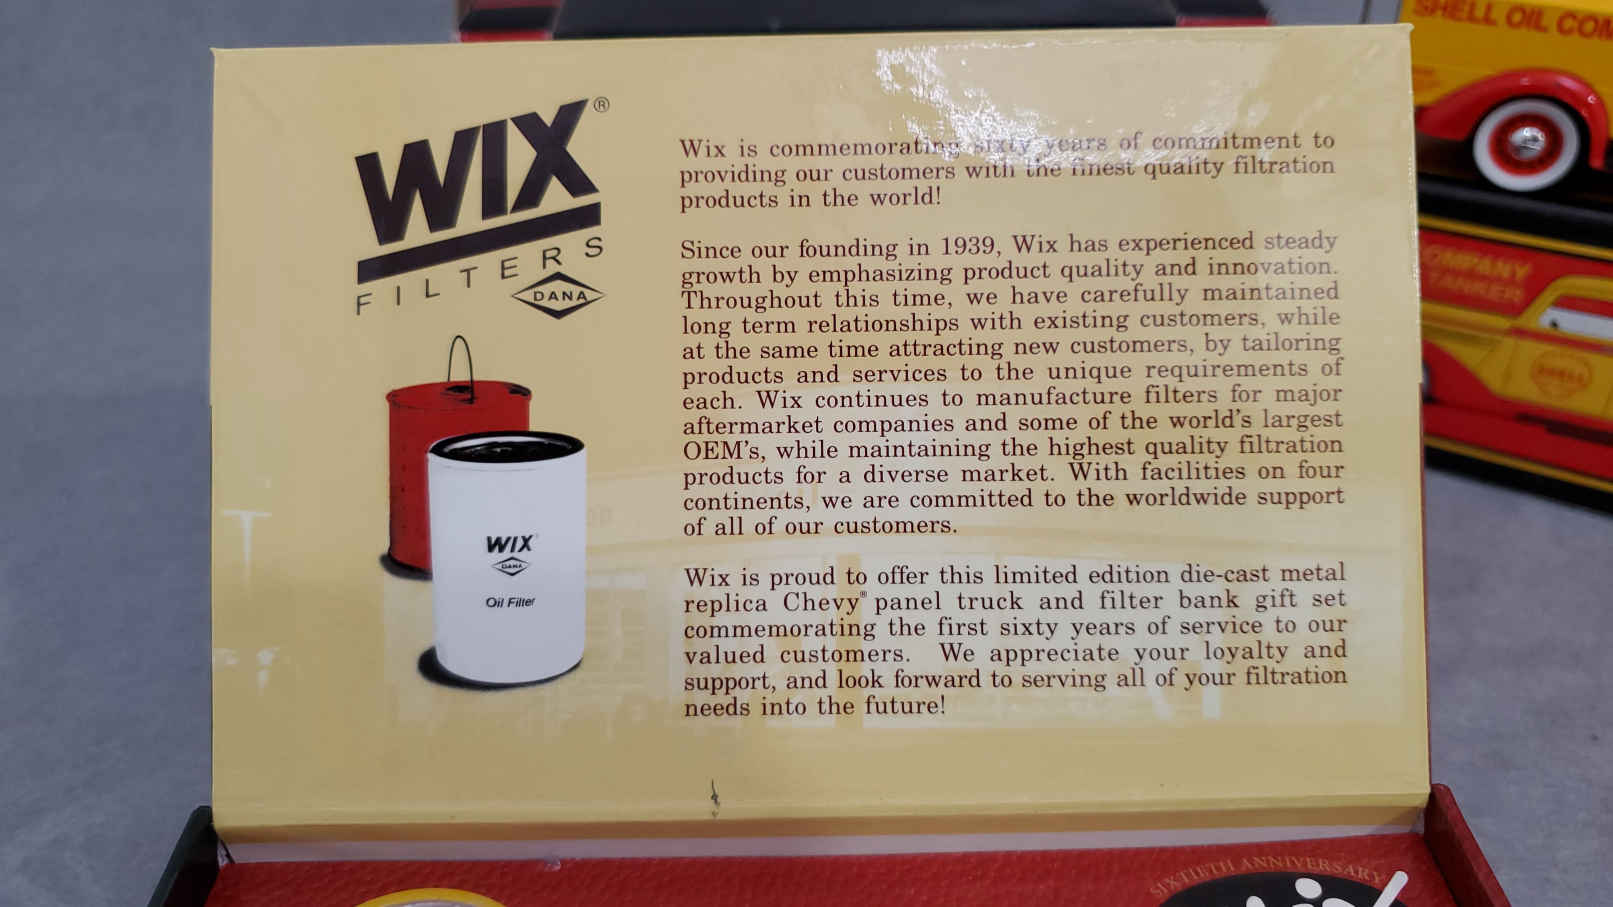 WIX®
FILTERS
DANA
WIX
DANA
Oil Filter
Wix is commemorating sixty years of commitment to
providing our customers with the finest quality filtration
products in the world!
Since our founding in 1939, Wix has experienced steady
growth by emphasizing product quality and innovation.
Throughout this time, we have carefully maintained
long term relationships with existing customers, while
at the same time attracting new customers, by tailoring
products and services to the unique requirements of
each. Wix continues to manufacture filters for major
aftermarket companies and some of the world's largest
OEM's, while maintaining the highest quality filtration
products for a diverse market. With facilities on four
continents, we are committed to the worldwide support
of all of our customers.
Wix is proud to offer this limited edition die-cast metal
replica Chevy® panel truck and filter bank gift set
commemorating the first sixty years of service to our
valued customers. We appreciate your loyalty and
support, and look forward to serving all of your filtration
needs into the future!
SHELL OIL COM
OMPANY
TANKER
SHELL
SIXTIETH ANNIVERSARY